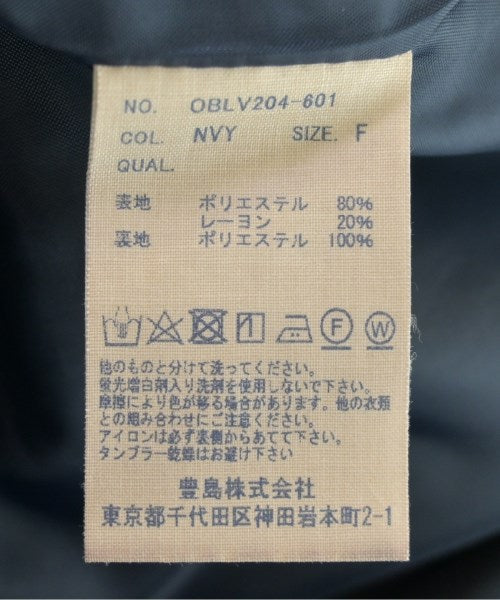 NO. OBLV204-601
COL. NVY SIZE. F
QUAL.
表地 ポリエステル 80%
レーヨン 20%
裏地 ポリエステル 100%
F W
他のものと分けて洗ってください。
蛍光増白剤入り洗剤を使用しないで下さい。
摩擦により色が移る場合があります。他の衣類
との組み合わせにご注意ください。
アイロンは必ず裏側からあてて下さい。
タンブラー乾燥はお避け下さい
豊島株式会社
東京都千代田区神田岩本町2-1